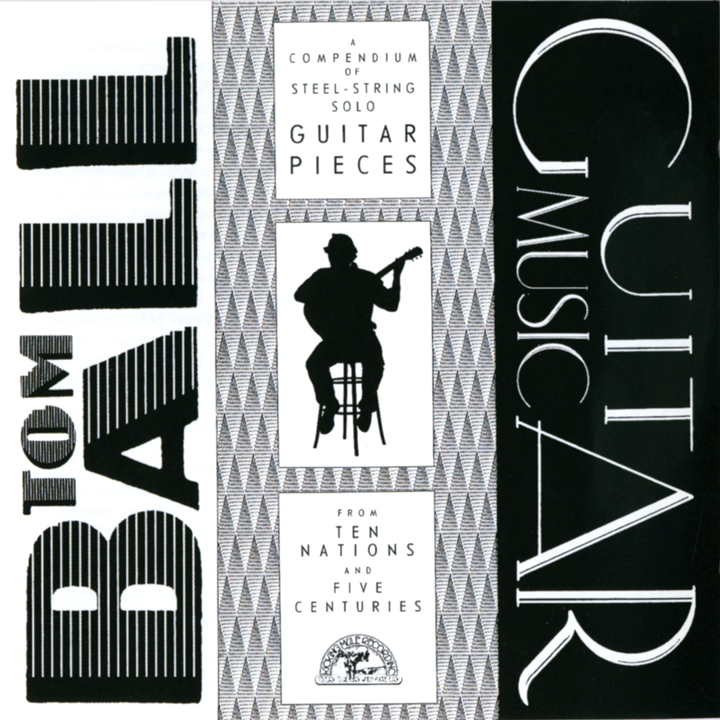 TOM
BALL
A
COMPENDIUM
OF
STEEL-STRING
SOLO
GUITAR
PIECES
FROM
TEN
NATIONS
AND
FIVE
CENTURIES
GUITAR
MUSIC